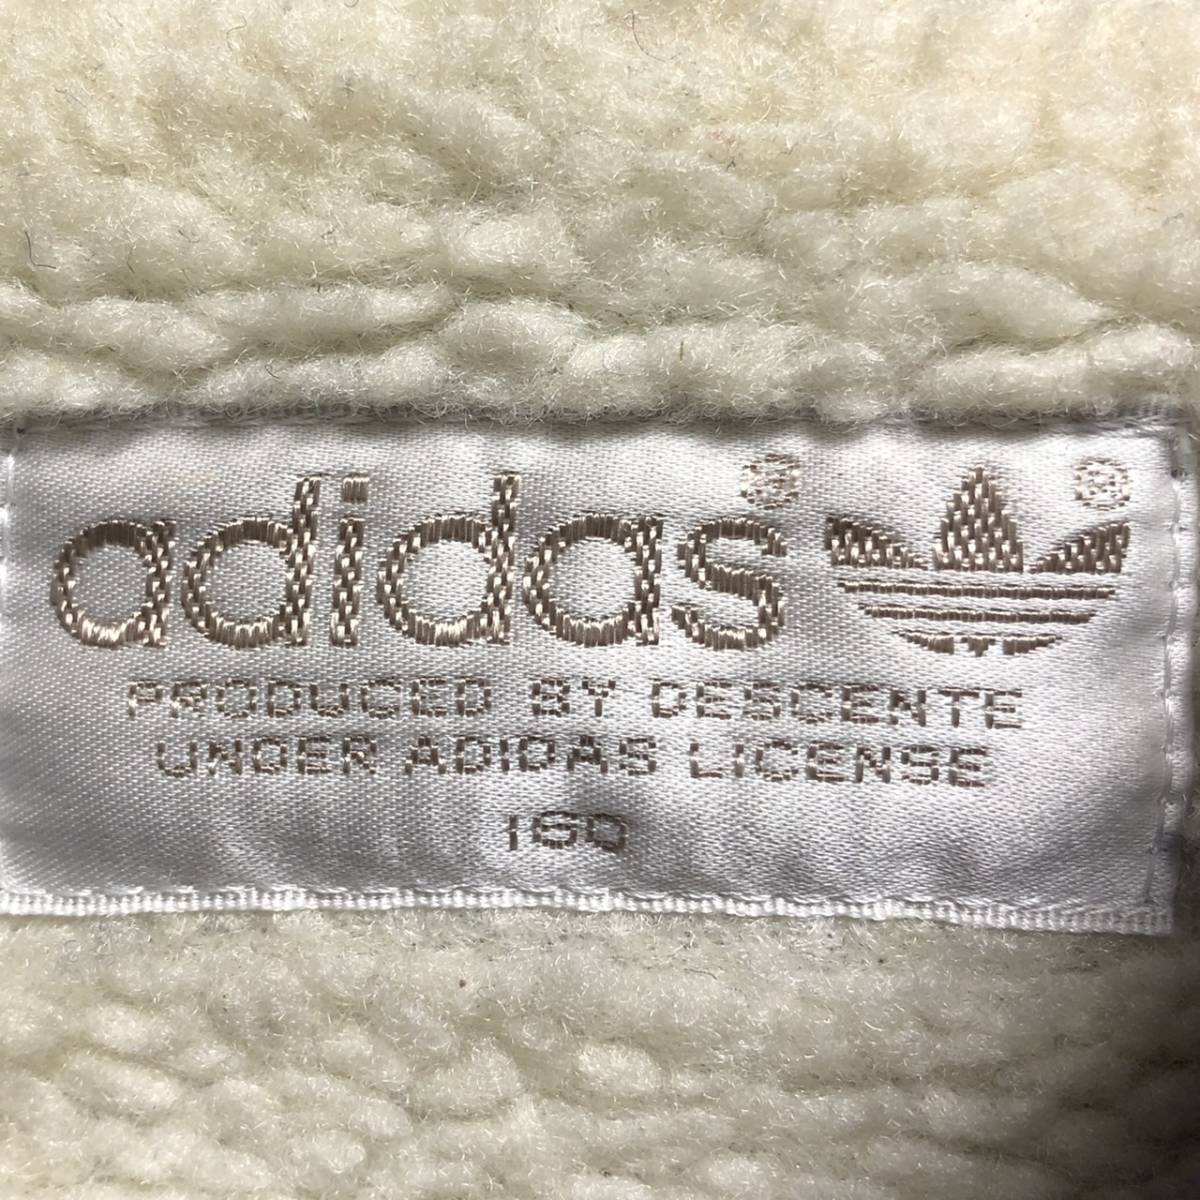 adidas® ®
PRODUCED BY DESCENTE
UNDER ADIDAS LICENSE
160